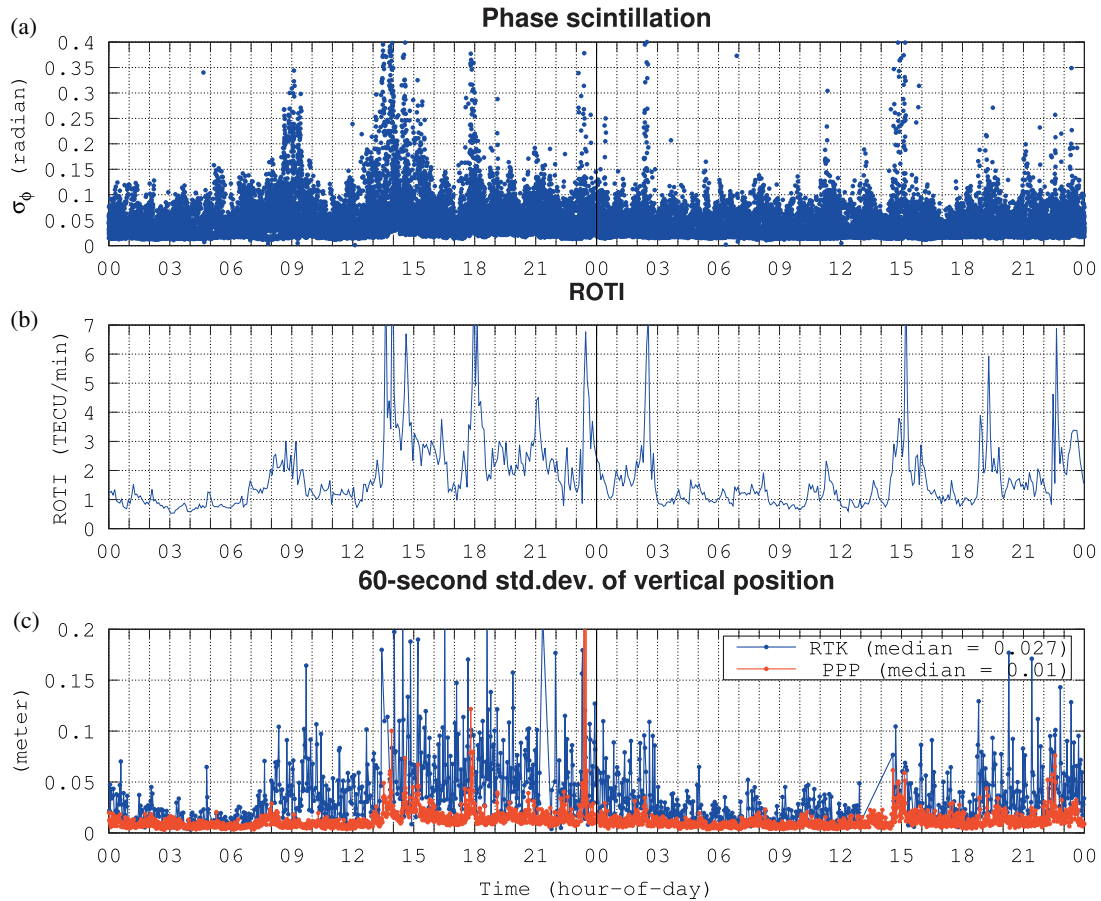 Phase scintillation
(a)
0.4
0.35
0.3
0.25
0.2
0.15
0.1
0.05
0
σϕ (radian)
00 03 06 09 12 15 18 21 00 03 06 09 12 15 18 21 00
ROTI
(b)
7
6
5
4
3
2
1
0
ROTI (TECU/min)
00 03 06 09 12 15 18 21 00 03 06 09 12 15 18 21 00
60-second std.dev. of vertical position
(c)
0.2
0.15
0.1
0.05
0
(meter)
RTK (median = 0.027)
PPP (median = 0.01)
00 03 06 09 12 15 18 21 00 03 06 09 12 15 18 21 00
Time (hour-of-day)